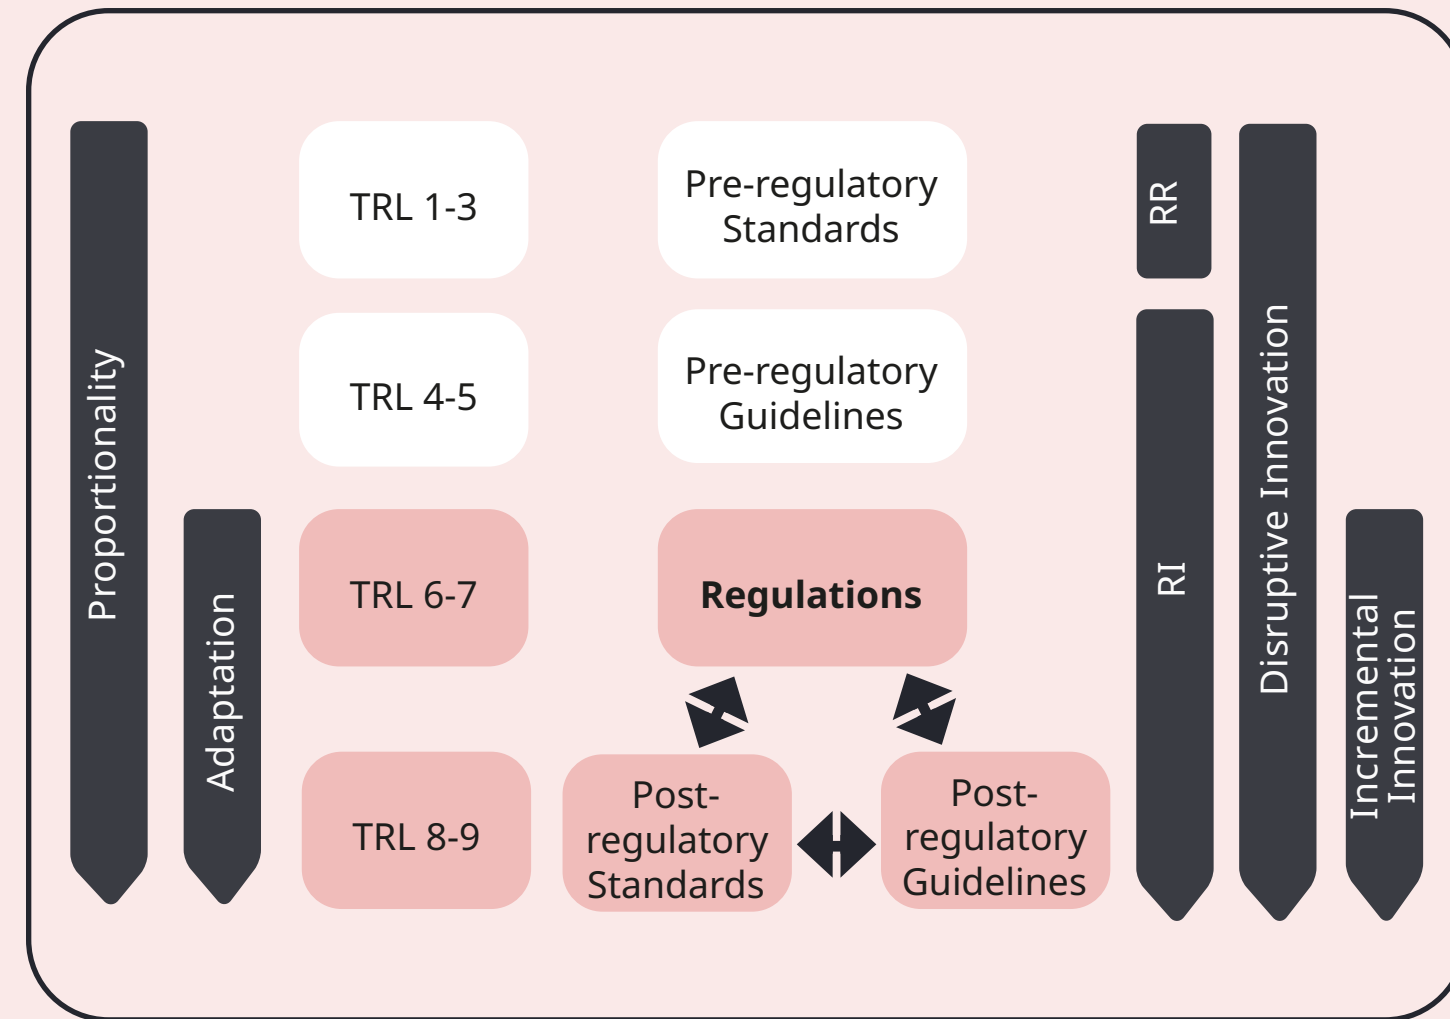 Proportionality
Adaptation
TRL 1-3
Pre-regulatory
Standards
TRL 4-5
Pre-regulatory
Guidelines
TRL 6-7
Regulations
TRL 8-9
Post-
regulatory
Standards
Post-
regulatory
Guidelines
RR
RI
Disruptive Innovation
Incremental
Innovation